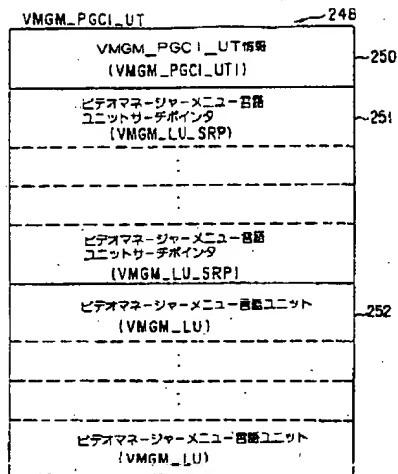 VMGM_PGCI_UT
248
VMGM_PGCI_UT情報
(VMGM_PGCI_UTI)
250
ビデオマネージャーメニュー言語
ユニットサーチポインタ
(VMGM_LU_SRP)
251
ビデオマネージャーメニュー言語
ユニットサーチポインタ
(VMGM_LU_SRP)
ビデオマネージャーメニュー言語ユニット
(VMGM_LU)
252
ビデオマネージャーメニュー言語ユニット
(VMGM_LU)